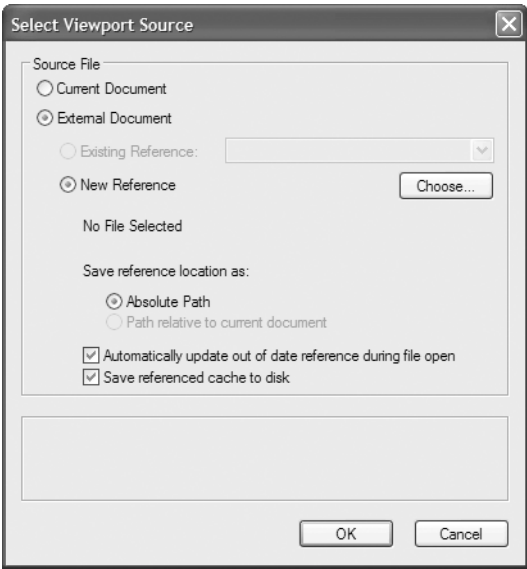 Select Viewport Source
Source File
Current Document
External Document
Existing Reference:
New Reference
Choose...
No File Selected
Save reference location as:
Absolute Path
Path relative to current document
Automatically update out of date reference during file open
Save referenced cache to disk
OK
Cancel